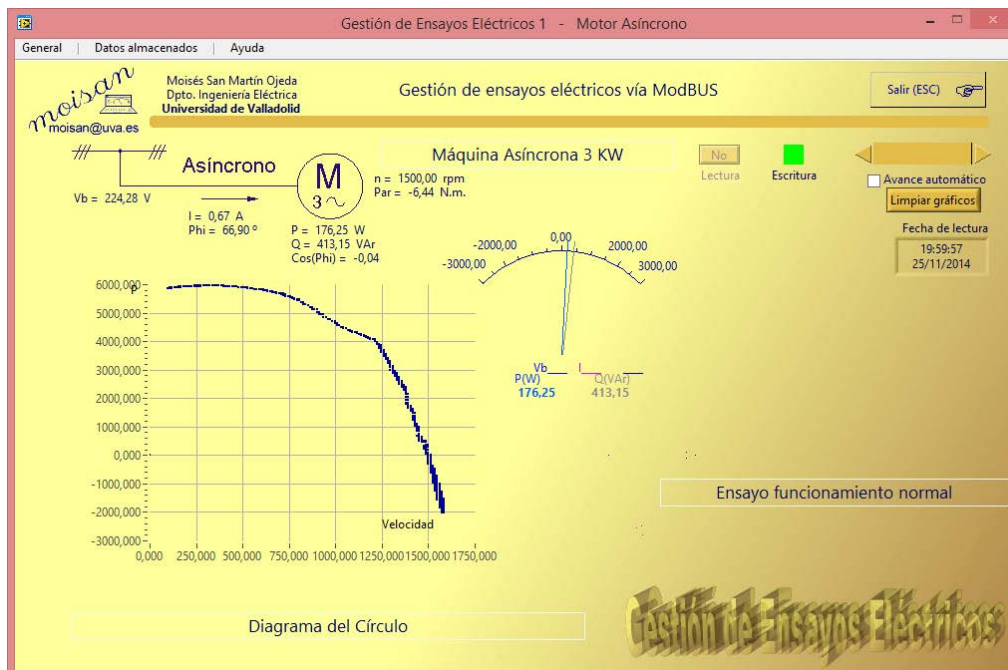 Gestión de Ensayos Eléctricos 1 - Motor Asíncrono
General | Datos almacenados | Ayuda
moisan
moisan@uva.es
Moisés San Martín Ojeda
Dpto. Ingeniería Eléctrica
Universidad de Valladolid
Gestión de ensayos eléctricos vía ModBUS
Salir (ESC)
Asíncrono
M
3
Vb = 224,28 V
I = 0,67 A
Phi = 66,90 º
n = 1500,00 rpm
Par = -6,44 N.m.
P = 176,25 W
Q = 413,15 VAr
Cos(Phi) = -0,04
Máquina Asíncrona 3 KW
No
Lectura
Escritura
Avance automático
Limpiar gráficos
Fecha de lectura
19:59:57
25/11/2014
-3000,00 -2000,00 0,00 2000,00 3000,00
Vb I
P(W) Q(VAr)
176,25 413,15
P
6000,000
5000,000
4000,000
3000,000
2000,000
1000,000
0,000
-1000,000
-2000,000
-3000,000
Velocidad
0,000 250,000 500,000 750,000 1000,000 1250,000 1500,000 1750,000
Ensayo funcionamiento normal
Diagrama del Círculo
Gestión de Ensayos Eléctricos